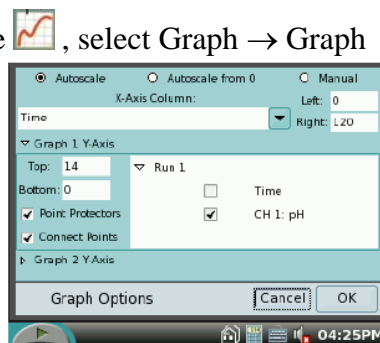 , select Graph → Graph
Autoscale Autoscale from 0 Manual
X-Axis Column: Left: 0
Time Right: 120
Graph 1 Y-Axis
Top: 14 Run 1
Bottom: 0 Time
Point Protectors CH 1: pH
Connect Points
Graph 2 Y-Axis
Graph Options Cancel OK
04:25PM